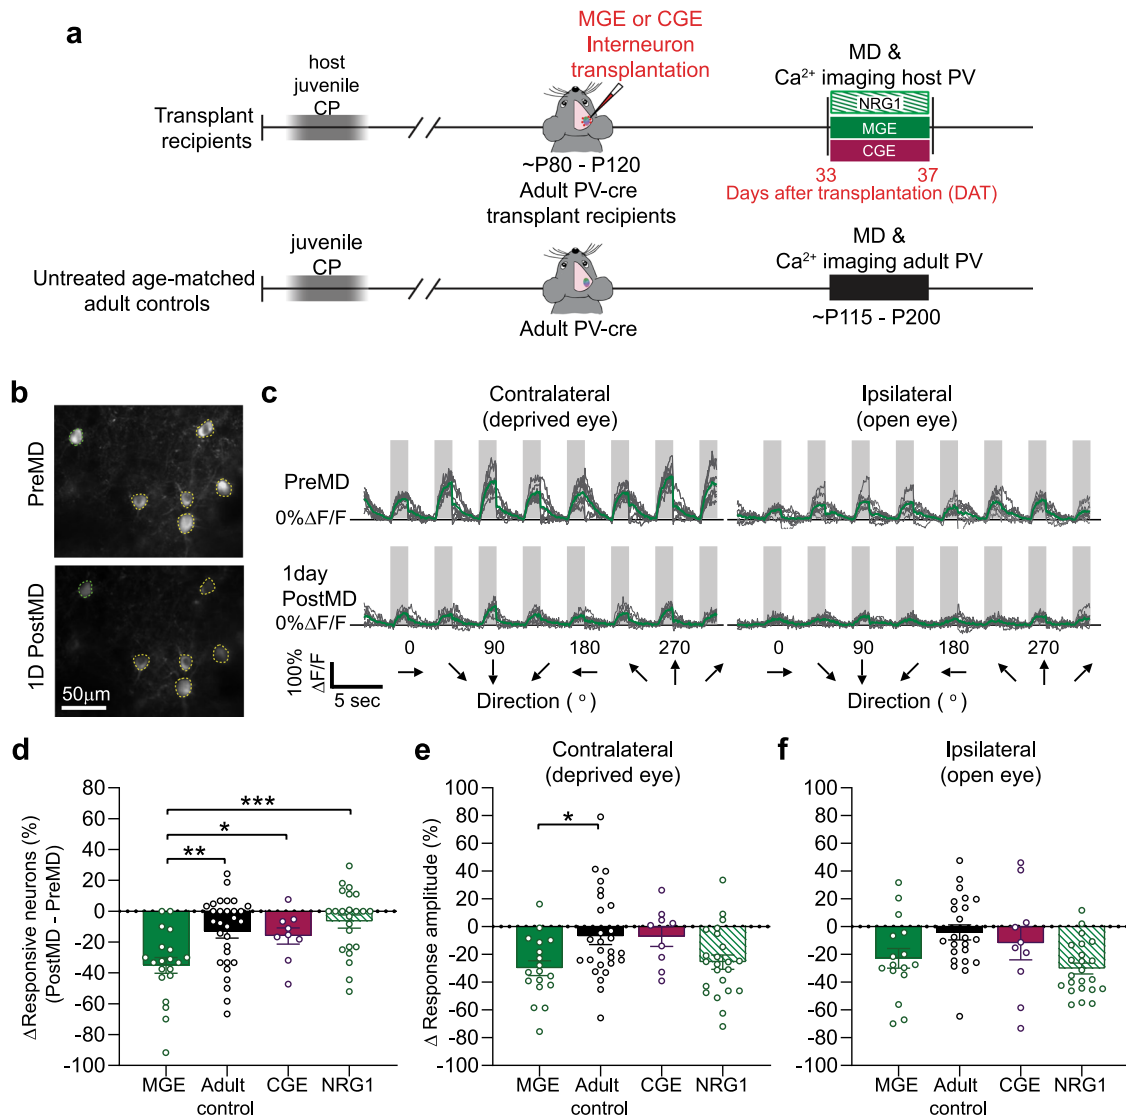 a
MGE or CGE
Interneuron
transplantation
host
juvenile
CP
MD &
Ca2+ imaging host PV
Transplant
recipients
NRG1
MGE
CGE
~P80 - P120
Adult PV-cre
transplant recipients
33
37
Days after transplantation (DAT)
juvenile
CP
MD &
Ca2+ imaging adult PV
Untreated age-matched
adult controls
Adult PV-cre
~P115 - P200
b
PreMD
1D PostMD
50μm
c
Contralateral
(deprived eye)
Ipsilateral
(open eye)
PreMD
0%ΔF/F
1day
PostMD
0%ΔF/F
0 90 180 270
0 90 180 270
100%
ΔF/F
5 sec
Direction ( o )
Direction ( o )
d
ΔResponsive neurons (%)
(PostMD - PreMD)
80
60
40
20
0
-20
-40
-60
-80
-100
***
*
**
MGE Adult control CGE NRG1
e
Contralateral
(deprived eye)
Δ Response amplitude (%)
100
80
60
40
20
0
-20
-40
-60
-80
-100
*
MGE Adult control CGE NRG1
f
Ipsilateral
(open eye)
100
80
60
40
20
0
-20
-40
-60
-80
-100
MGE Adult control CGE NRG1